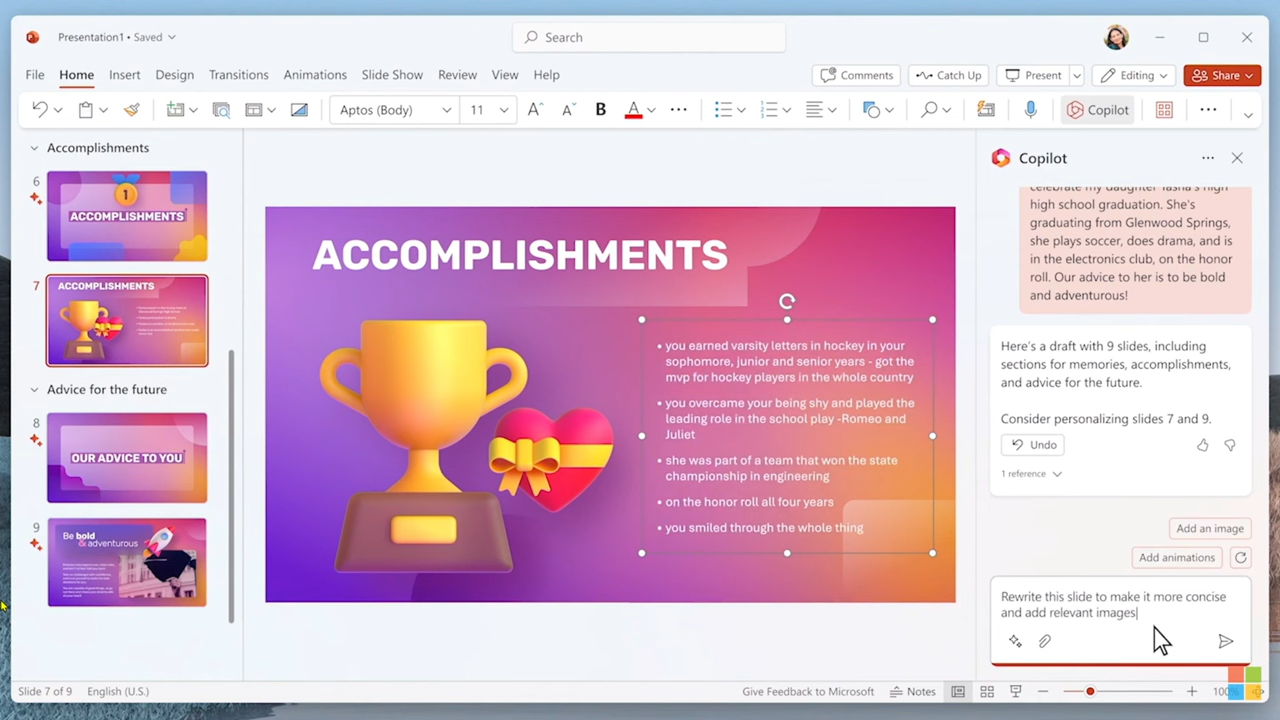 Presentation1 • Saved
Search
File Home Insert Design Transitions Animations Slide Show Review View Help
Comments Catch Up Present Editing Share
Aptos (Body) 11 A A B A Copilot
Accomplishments
6
1
ACCOMPLISHMENTS
7
ACCOMPLISHMENTS
Advice for the future
8
OUR ADVICE TO YOU
9
Be bold
& adventurous
ACCOMPLISHMENTS
• you earned varsity letters in hockey in your
sophomore, junior and senior years - got the
mvp for hockey players in the whole country
• you overcame your being shy and played the
leading role in the school play -Romeo and
Juliet
• she was part of a team that won the state
championship in engineering
• on the honor roll all four years
• you smiled through the whole thing
Copilot
celebrate my daughter Tasha's high
high school graduation. She's
graduating from Glenwood Springs,
she plays soccer, does drama, and is
in the electronics club, on the honor
roll. Our advice to her is to be bold
and adventurous!
Here's a draft with 9 slides, including
sections for memories, accomplishments,
and advice for the future.
Consider personalizing slides 7 and 9.
Undo
1 reference
Add an image
Add animations
Rewrite this slide to make it more concise
and add relevant images
Slide 7 of 9 English (U.S.) Give Feedback to Microsoft Notes 100%